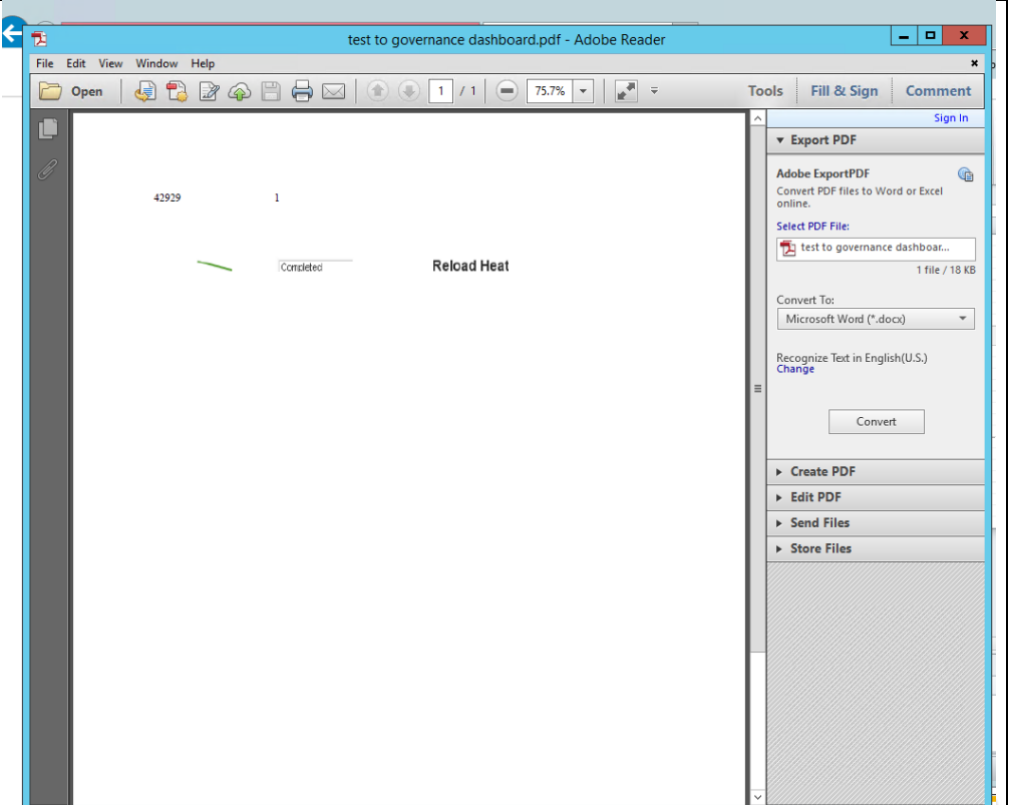 test to governance dashboard.pdf - Adobe Reader
File Edit View Window Help
Open 1 / 1 75.7% Tools Fill & Sign Comment
Sign In
Export PDF
Adobe ExportPDF
Convert PDF files to Word or Excel
online.
Select PDF File:
test to governance dashboar...
1 file / 18 KB
Convert To:
Microsoft Word (*.docx)
Recognize Text in English(U.S.)
Change
Convert
Create PDF
Edit PDF
Send Files
Store Files
42929 1
Completed Reload Heat